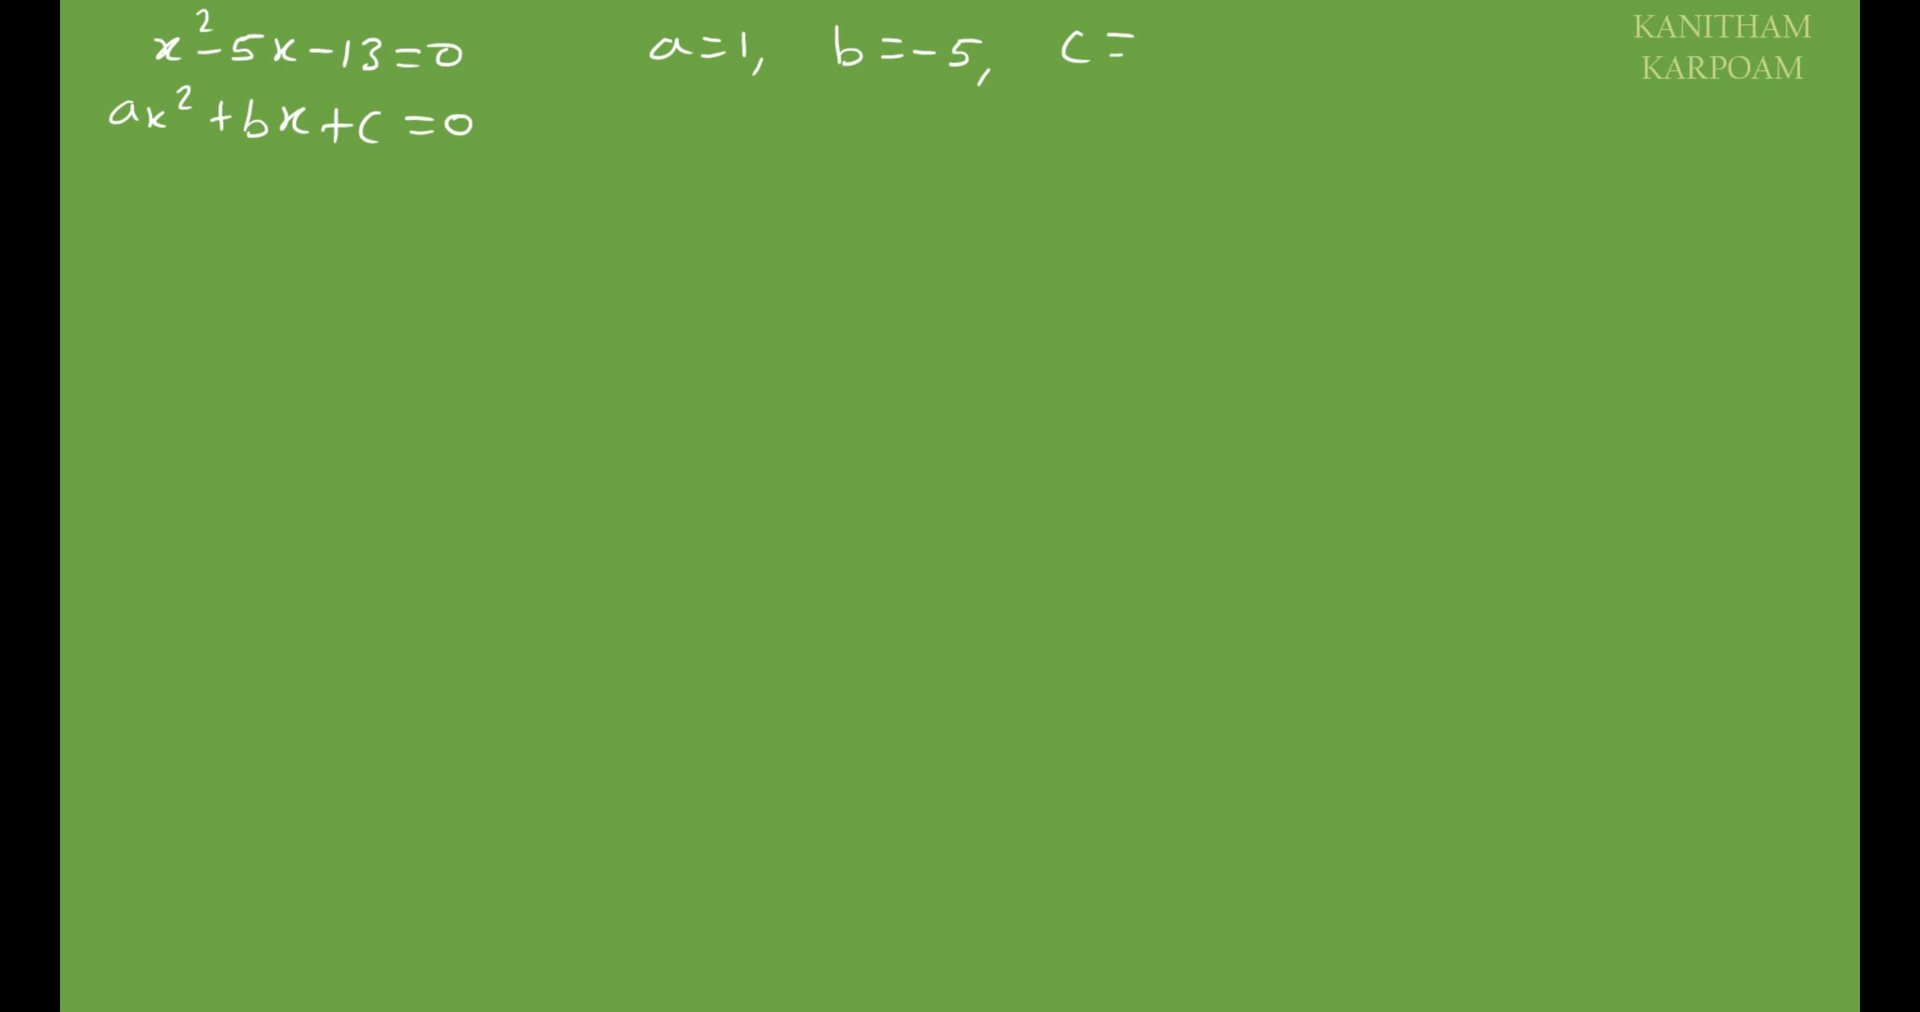 x²-5x-13=0 a=1, b=-5, c=
ax²+bx+c=0
KANITHAM
KARPOAM